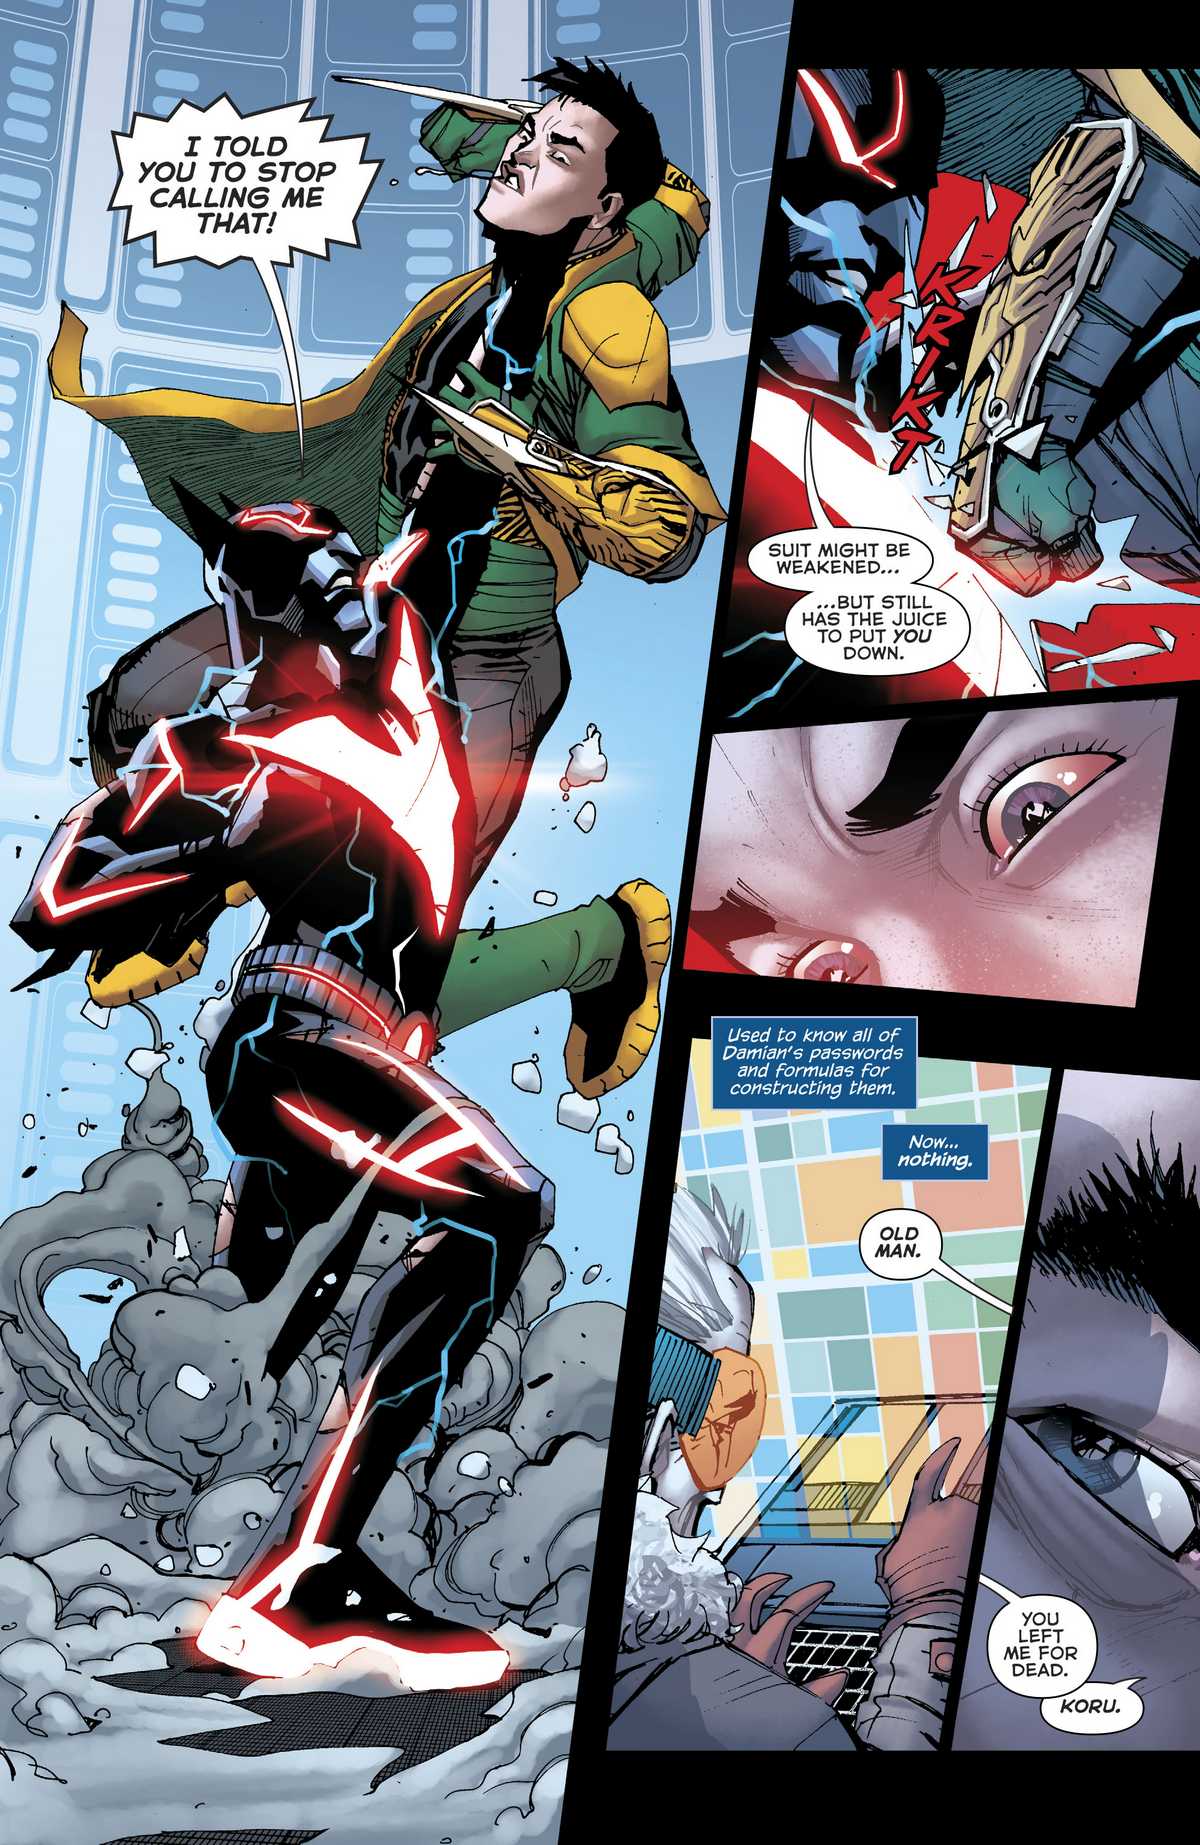 I TOLD
YOU TO STOP
CALLING ME
THAT!
KRIKT
SUIT MIGHT BE
WEAKENED...
...BUT STILL
HAS THE JUICE
TO PUT YOU
DOWN.
Used to know all of
Damian's passwords
and formulas for
constructing them.
Now...
nothing.
OLD
MAN.
YOU
LEFT
ME FOR
DEAD.
KORU.